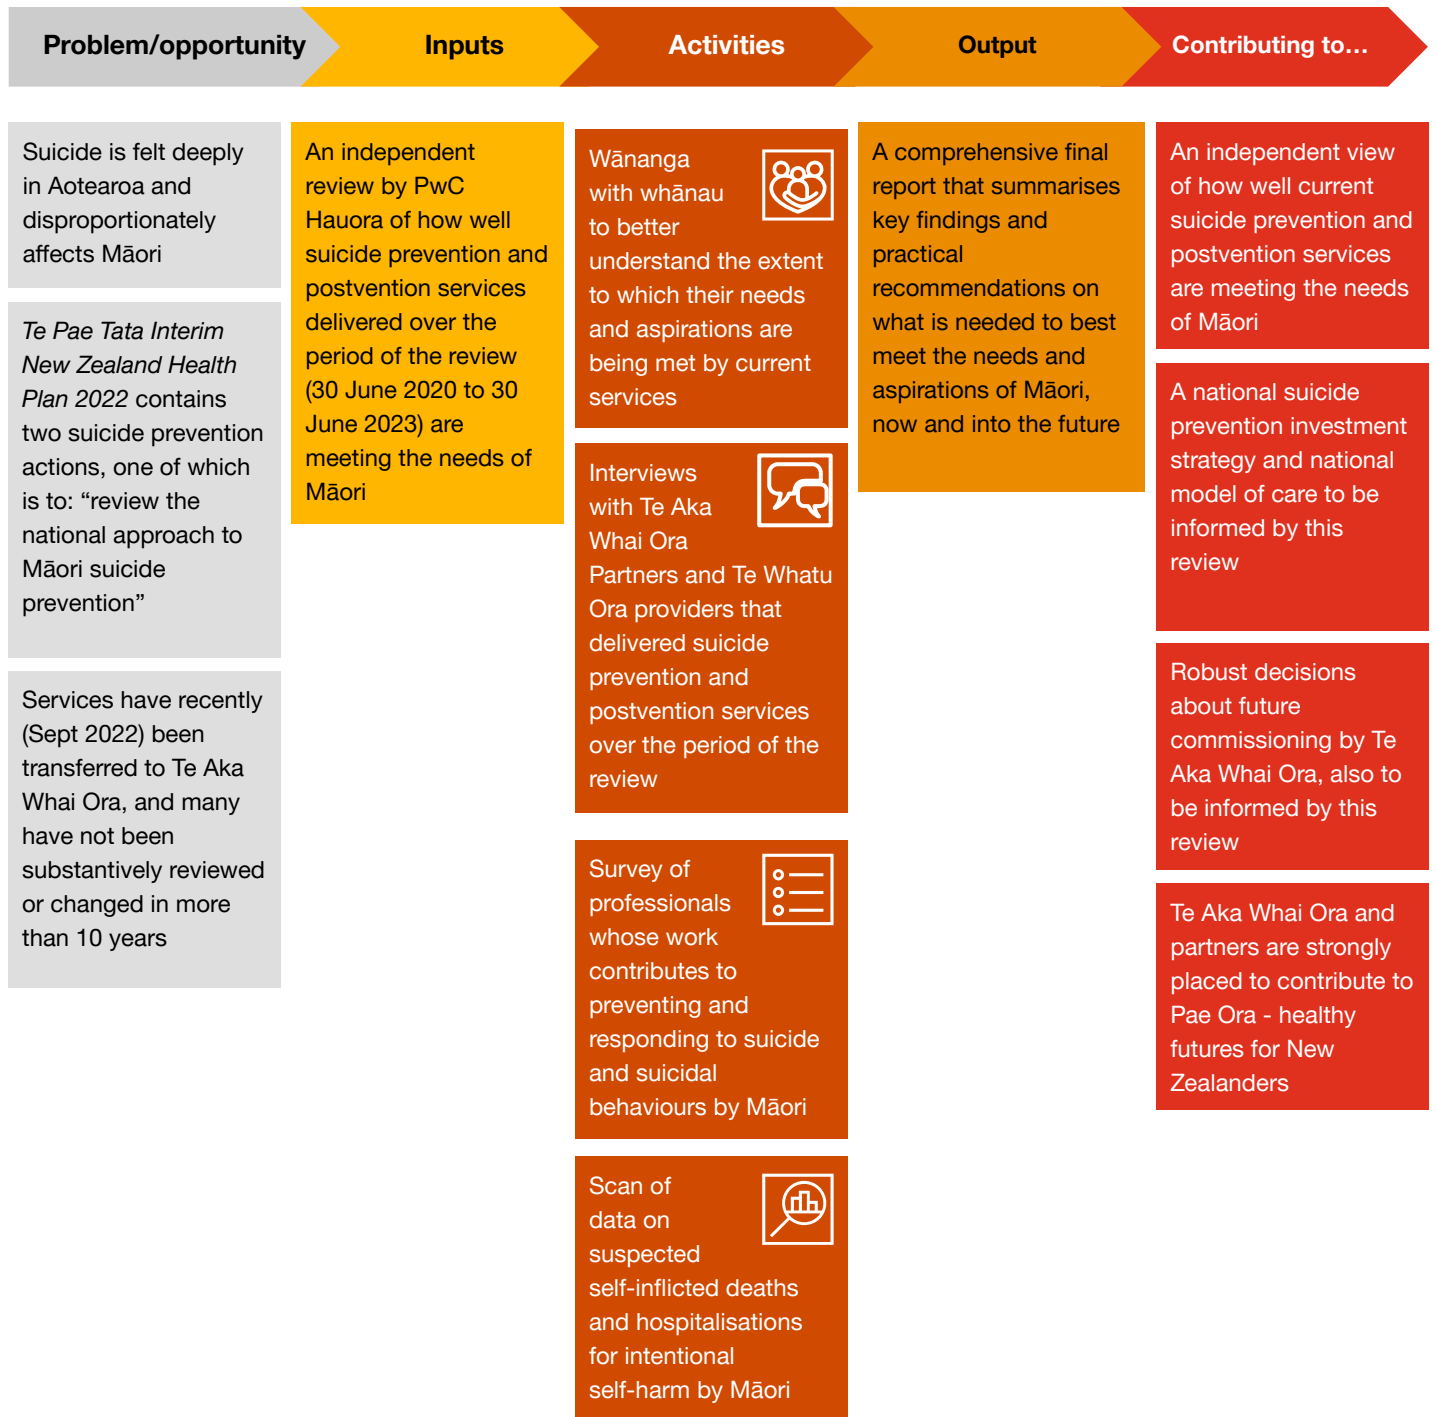 Problem/opportunity
Inputs
Activities
Output
Contributing to…
Suicide is felt deeply
in Aotearoa and
disproportionately
affects Māori
Te Pae Tata Interim
New Zealand Health
Plan 2022 contains
two suicide prevention
actions, one of which
is to: “review the
national approach to
Māori suicide
prevention”
Services have recently
(Sept 2022) been
transferred to Te Aka
Whai Ora, and many
have not been
substantively reviewed
or changed in more
than 10 years
An independent
review by PwC
Hauora of how well
suicide prevention and
postvention services
delivered over the
period of the review
(30 June 2020 to 30
June 2023) are
meeting the needs of
Māori
Wānanga
with whānau
to better
understand the extent
to which their needs
and aspirations are
being met by current
services
Interviews
with Te Aka
Whai Ora
Partners and Te Whatu
Ora providers that
delivered suicide
prevention and
postvention services
over the period of the
review
Survey of
professionals
whose work
contributes to
preventing and
responding to suicide
and suicidal
behaviours by Māori
Scan of
data on
suspected
self-inflicted deaths
and hospitalisations
for intentional
self-harm by Māori
A comprehensive final
report that summarises
key findings and
practical
recommendations on
what is needed to best
meet the needs and
aspirations of Māori,
now and into the future
An independent view
of how well current
suicide prevention and
postvention services
are meeting the needs
of Māori
A national suicide
prevention investment
strategy and national
model of care to be
informed by this
review
Robust decisions
about future
commissioning by Te
Aka Whai Ora, also to
be informed by this
review
Te Aka Whai Ora and
partners are strongly
placed to contribute to
Pae Ora - healthy
futures for New
Zealanders